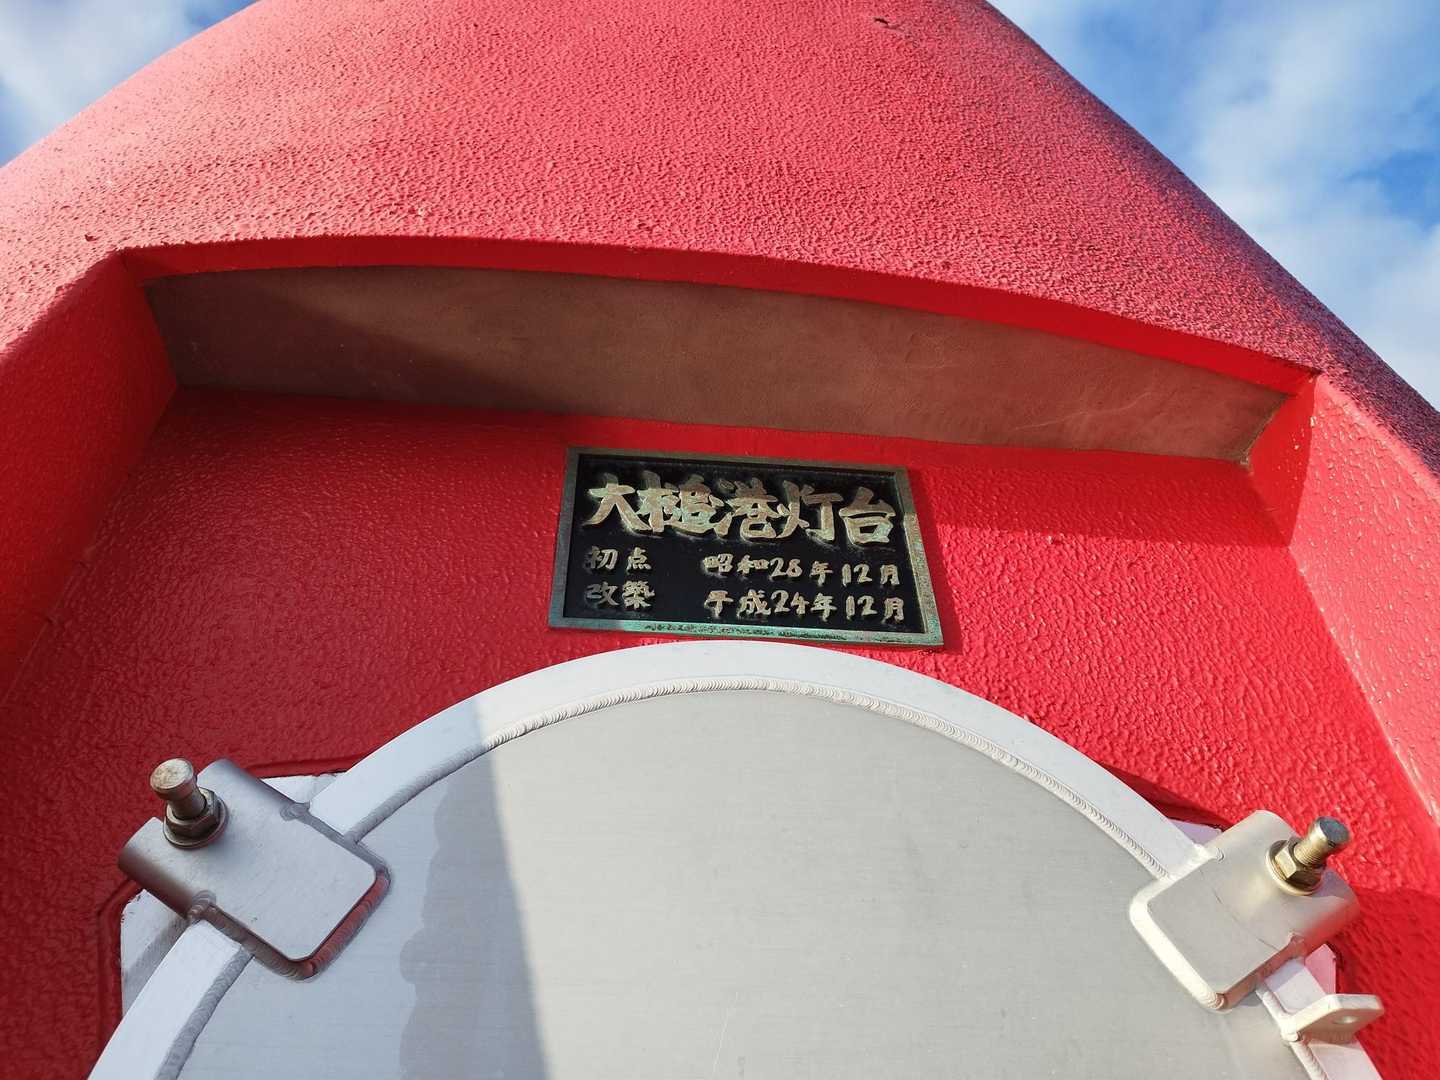 大槌港灯台
初点 昭和28年12月
改築 平成24年12月